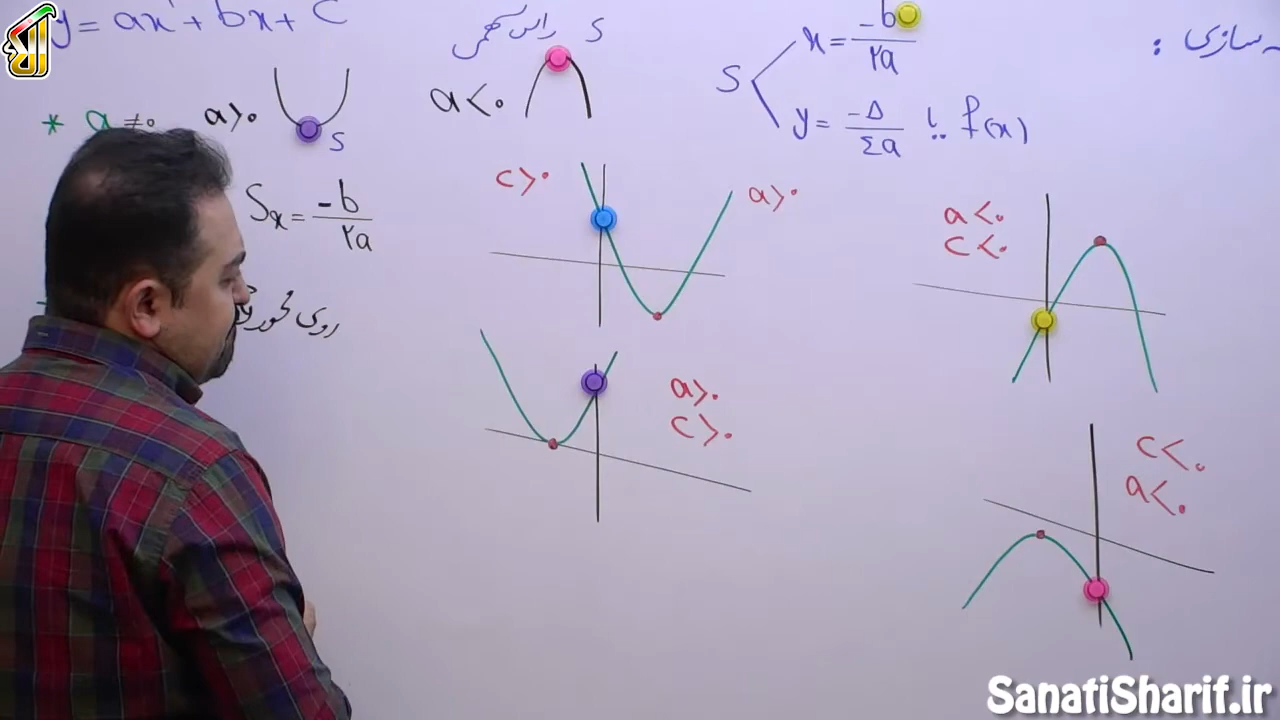 y = ax² + bx + c
راس سهمی S
S
x = -b/۲a
y = -Δ/۴a یا f(x)
سازی :
* a ≠ ۰
a > ۰
S
a < ۰
Sx = -b/۲a
روی محور
c > ۰
a > ۰
a < ۰
c < ۰
a > ۰
c > ۰
c < ۰
a < ۰
SanatiSharif.ir